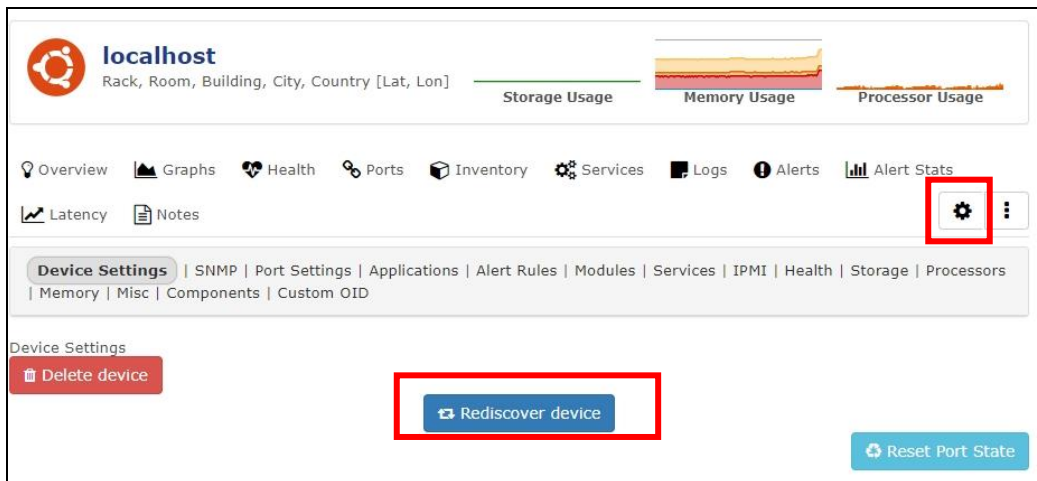 localhost
Rack, Room, Building, City, Country [Lat, Lon]
Storage Usage
Memory Usage
Processor Usage
Overview Graphs Health Ports Inventory Services Logs Alerts Alert Stats
Latency Notes
Device Settings | SNMP | Port Settings | Applications | Alert Rules | Modules | Services | IPMI | Health | Storage | Processors
| Memory | Misc | Components | Custom OID
Device Settings
Delete device
Rediscover device
Reset Port State